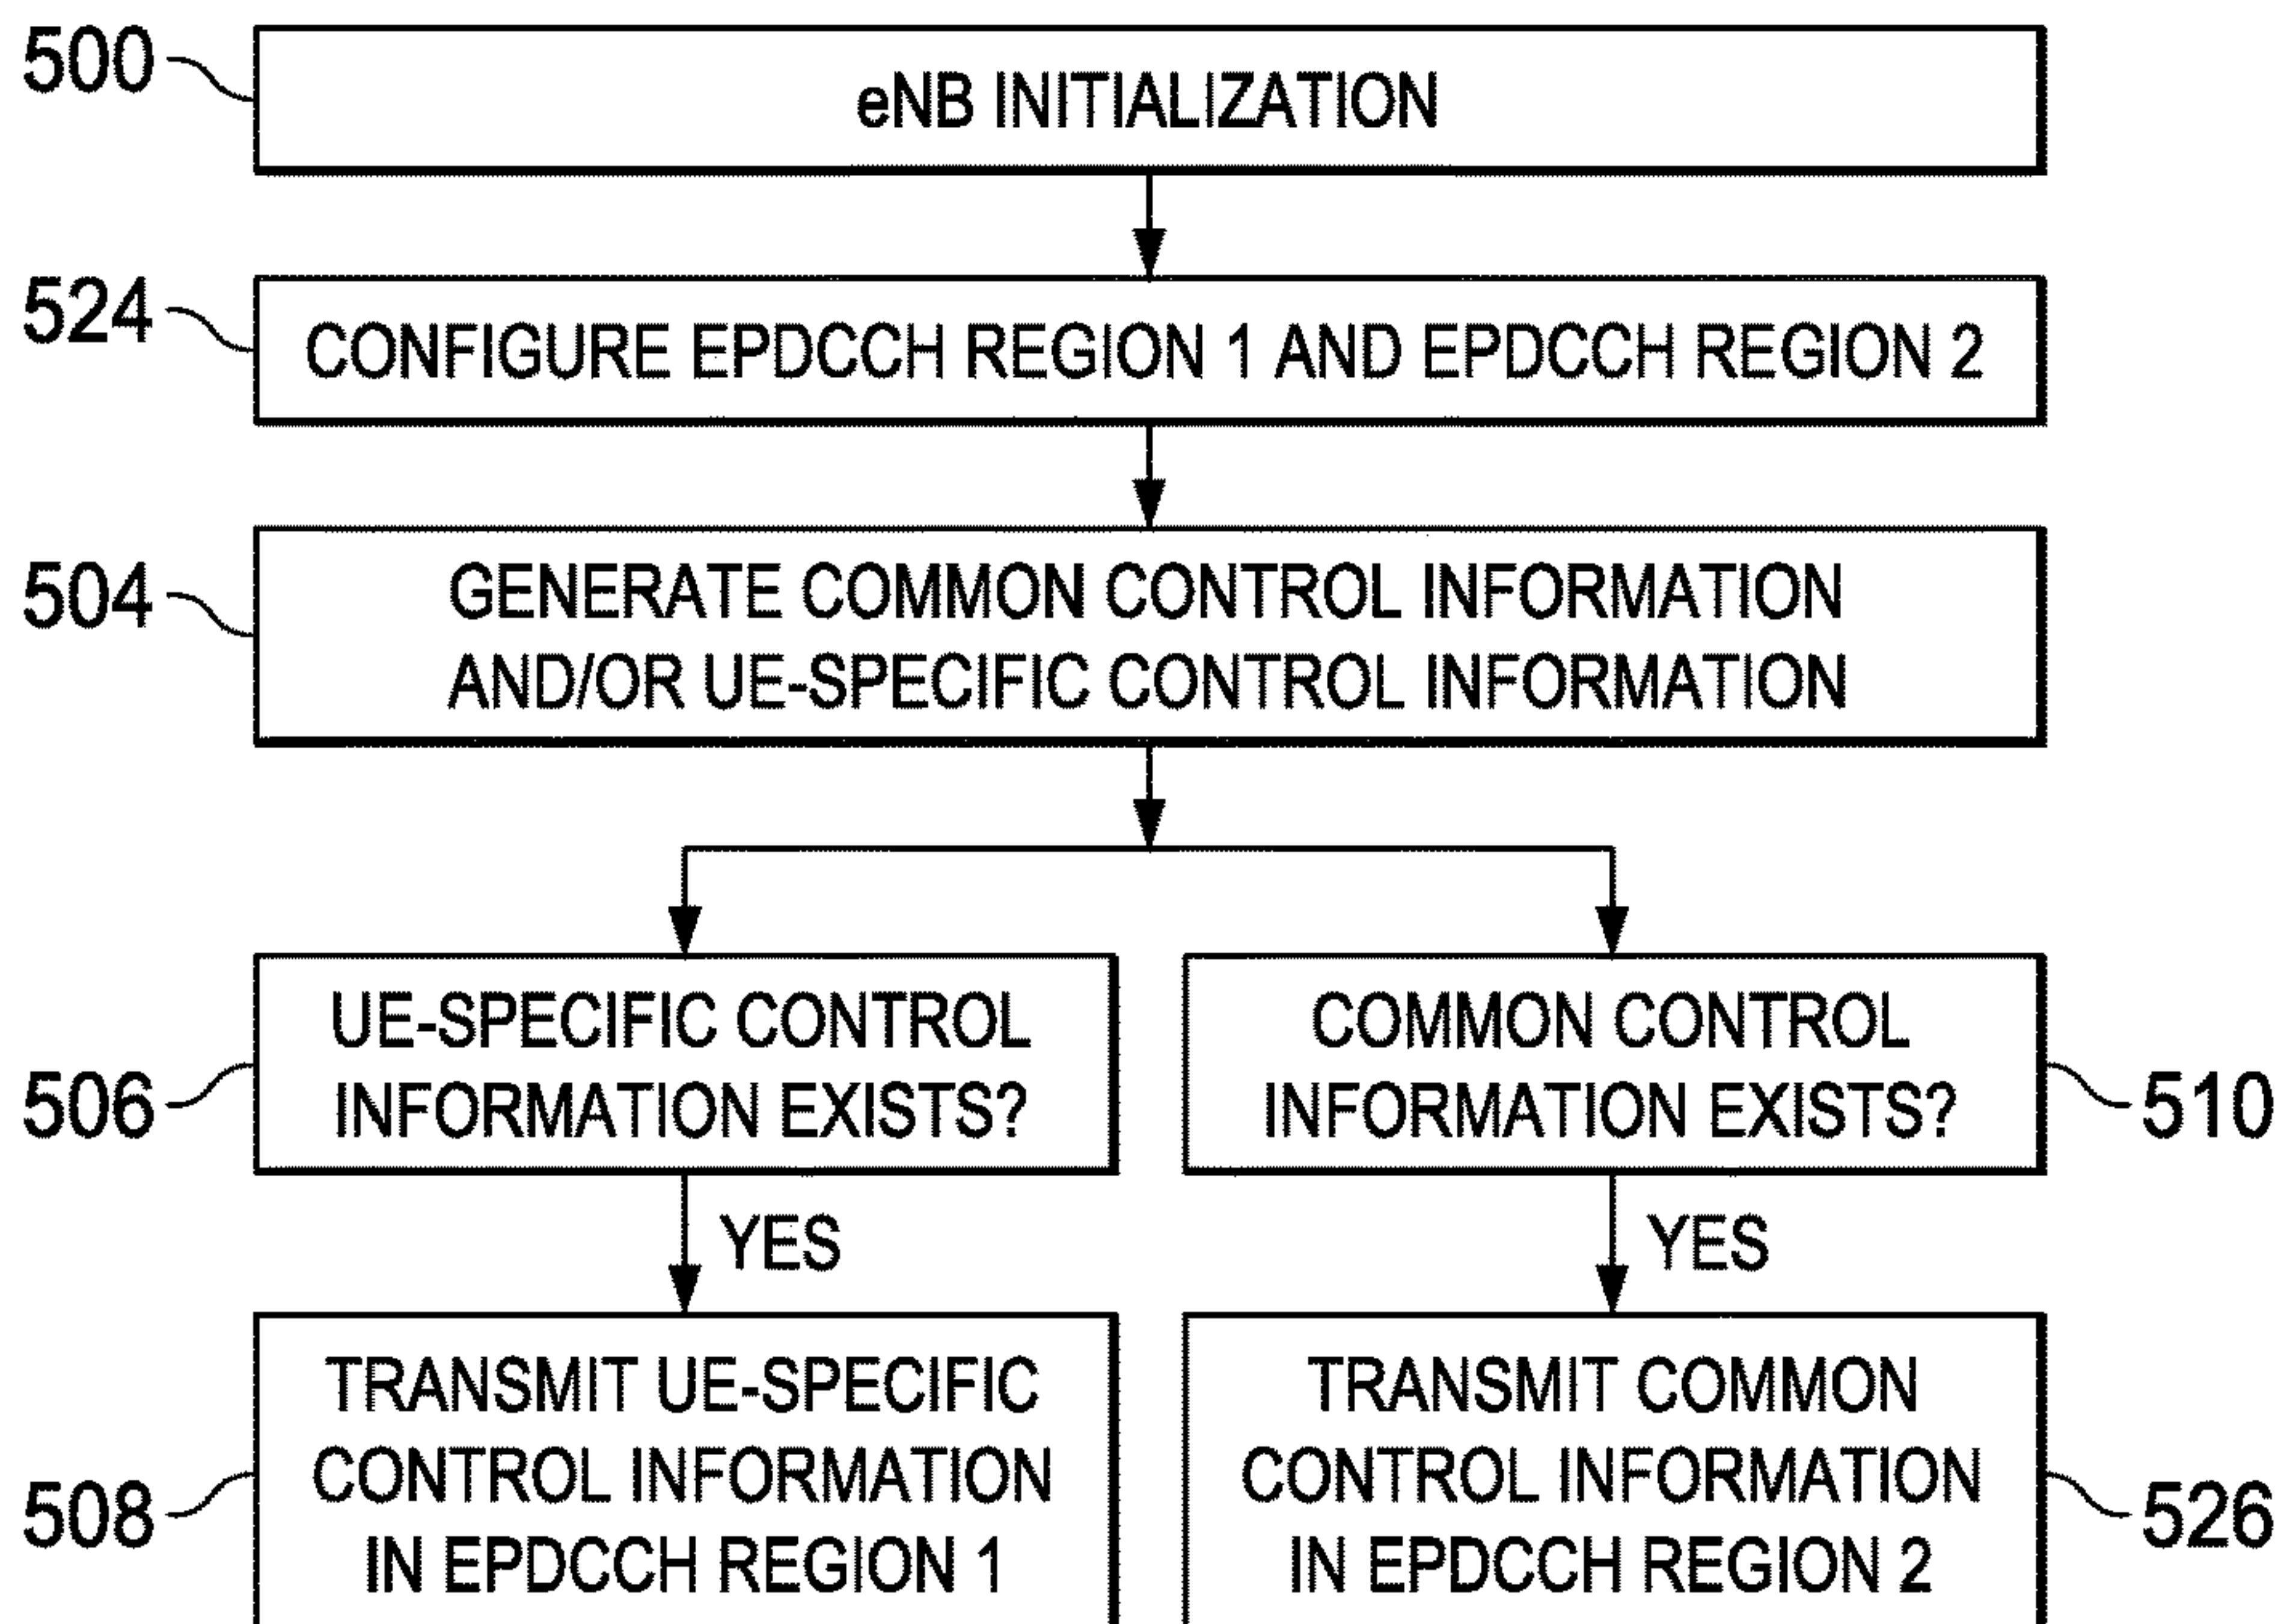 500
eNB INITIALIZATION
524
CONFIGURE EPDCCH REGION 1 AND EPDCCH REGION 2
504
GENERATE COMMON CONTROL INFORMATION
AND/OR UE-SPECIFIC CONTROL INFORMATION
506
UE-SPECIFIC CONTROL
INFORMATION EXISTS?
COMMON CONTROL
INFORMATION EXISTS?
510
YES
YES
508
TRANSMIT UE-SPECIFIC
CONTROL INFORMATION
IN EPDCCH REGION 1
TRANSMIT COMMON
CONTROL INFORMATION
IN EPDCCH REGION 2
526